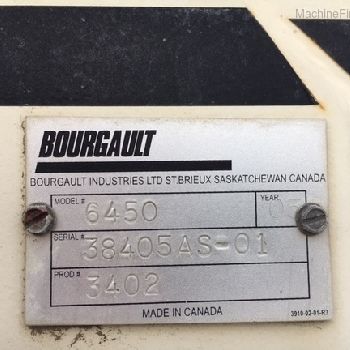 MachineFi
BOURGAULT
BOURGAULT INDUSTRIES LTD ST.BRIEUX SASKATCHEWAN CANADA
MODEL# 6450 YEAR
SERIAL# 38405AS-01
PROD# 3402
MADE IN CANADA